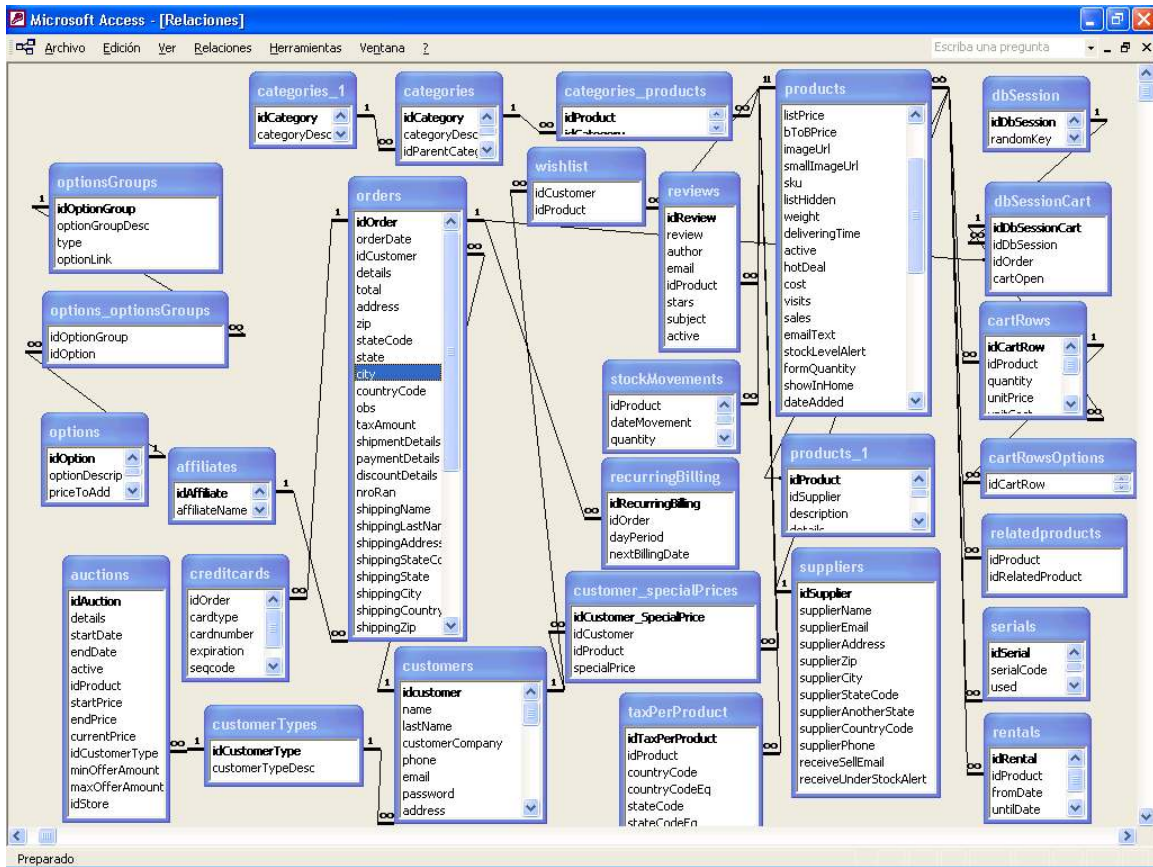 Microsoft Access - [Relaciones]
Archivo Edición Ver Relaciones Herramientas Ventana ?
Escriba una pregunta
categories_1
idCategory
categoryDesc
categories
idCategory
categoryDesc
categories_products
idProduct
products
listPrice
bToBPrice
imageUrl
smallImageUrl
sku
listHidden
weight
deliveringTime
active
hotDeal
cost
visits
sales
emailText
stockLevelAlert
formQuantity
showInHome
dateAdded
dbSession
idDbSession
randomKey
optionsGroups
idOptionGroup
optionGroupDesc
type
optionLink
orders
idOrder
orderDate
idCustomer
details
total
address
zip
stateCode
state
city
countryCode
obs
taxAmount
shipmentDetails
paymentDetails
discountDetails
nroRan
shippingName
shippingLastNar
shippingAddress
shippingStateCo
shippingState
shippingCity
shippingCountry
shippingZip
wishlist
idCustomer
idProduct
reviews
idReview
review
author
email
idProduct
stars
subject
active
dbSessionCart
idDbSessionCart
idDbSession
idOrder
cartOpen
options_optionsGroups
idOptionGroup
idOption
cartRows
idCartRow
idProduct
quantity
unitPrice
stockMovements
idProduct
dateMovement
quantity
options
idOption
optionDescrip
priceToAdd
affiliates
idAffiliate
affiliateName
recurringBilling
idRecurringBilling
idOrder
dayPeriod
nextBillingDate
products_1
idProduct
idSupplier
description
details
cartRowsOptions
idCartRow
relatedproducts
idProduct
idRelatedProduct
auctions
idAuction
details
startDate
endDate
active
idProduct
startPrice
endPrice
currentPrice
idCustomerType
minOfferAmount
maxOfferAmount
idStore
creditcards
idOrder
cardtype
cardnumber
expiration
seqcode
customer_specialPrices
idCustomer_SpecialPrice
idCustomer
idProduct
specialPrice
suppliers
idSupplier
supplierName
supplierEmail
supplierAddress
supplierZip
supplierCity
supplierStateCode
supplierAnotherState
supplierCountryCode
supplierPhone
receiveSellEmail
receiveUnderStockAlert
serials
idSerial
serialCode
used
customers
idcustomer
name
lastName
customerCompany
phone
email
password
address
customerTypes
idCustomerType
customerTypeDesc
taxPerProduct
idTaxPerProduct
idProduct
countryCode
countryCodeEq
stateCode
stateCodeEq
rentals
idRental
idProduct
fromDate
untilDate
Preparado